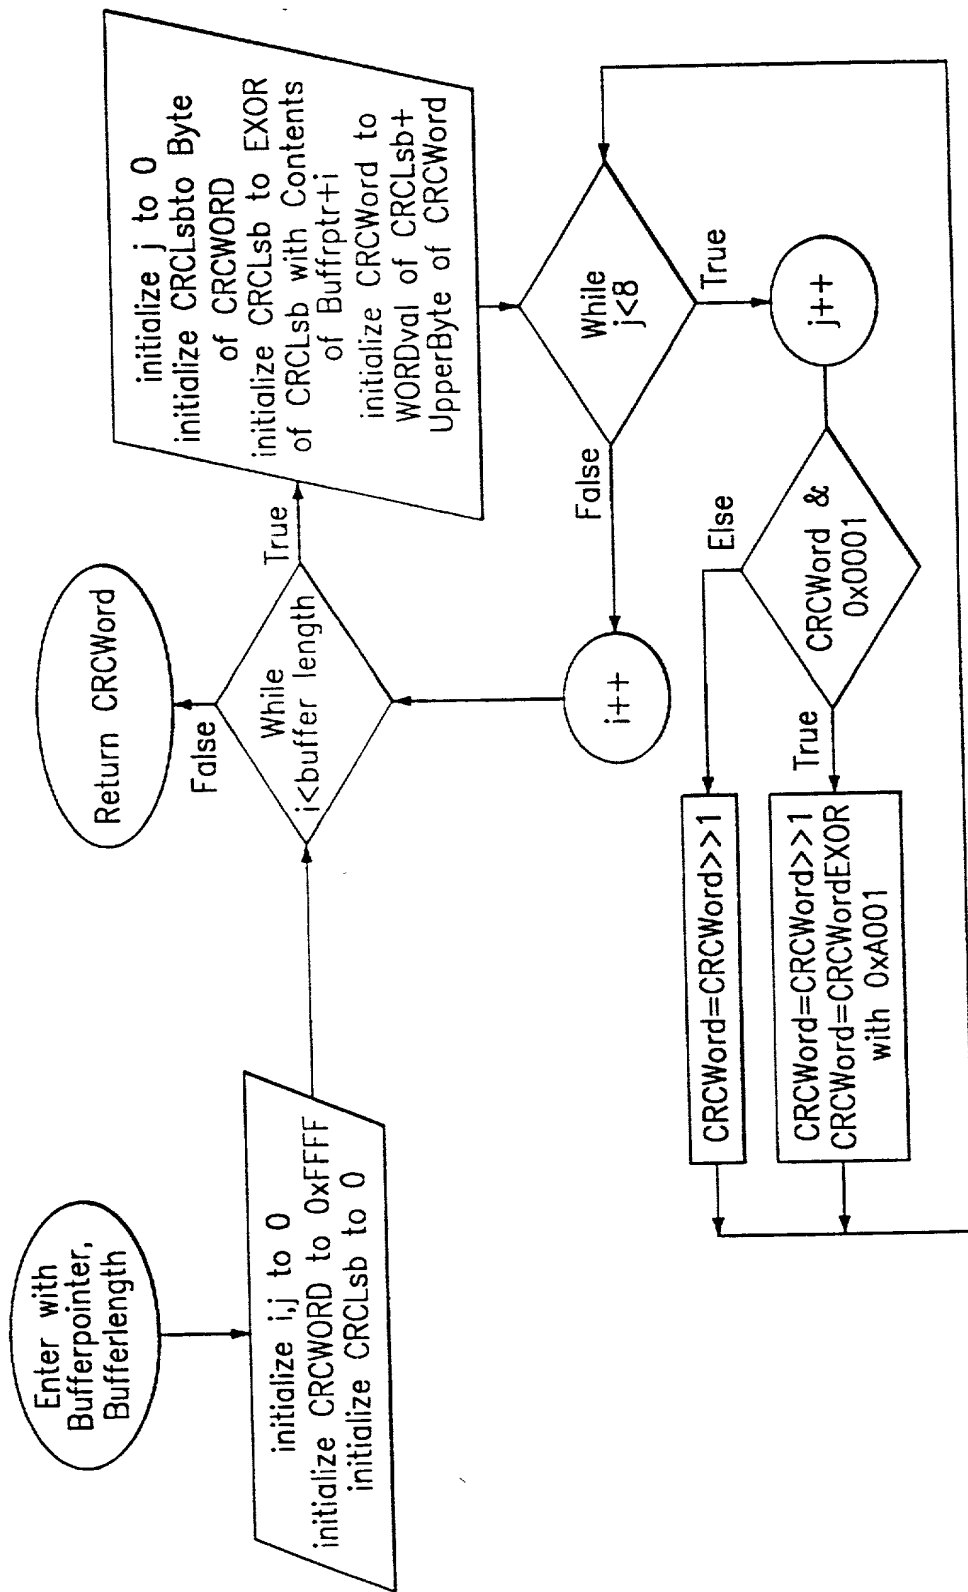 Enter with
Bufferpointer,
Bufferlength
initialize i,j to 0
initialize CRCWORD to 0xFFFF
initialize CRCLsb to 0
While
i<buffer length
False
Return CRCWord
True
initialize j to 0
initialize CRCLsbto Byte
of CRCWORD
initialize CRCLsb to EXOR
of CRCLsb with Contents
of Buffrptr+i
initialize CRCWord to
WORDval of CRCLsb+
UpperByte of CRCWord
While
j<8
False
i++
True
j++
CRCWord &
0x0001
Else
CRCWord=CRCWord>>1
True
CRCWord=CRCWord>>1
CRCWord=CRCWordEXOR
with 0xA001